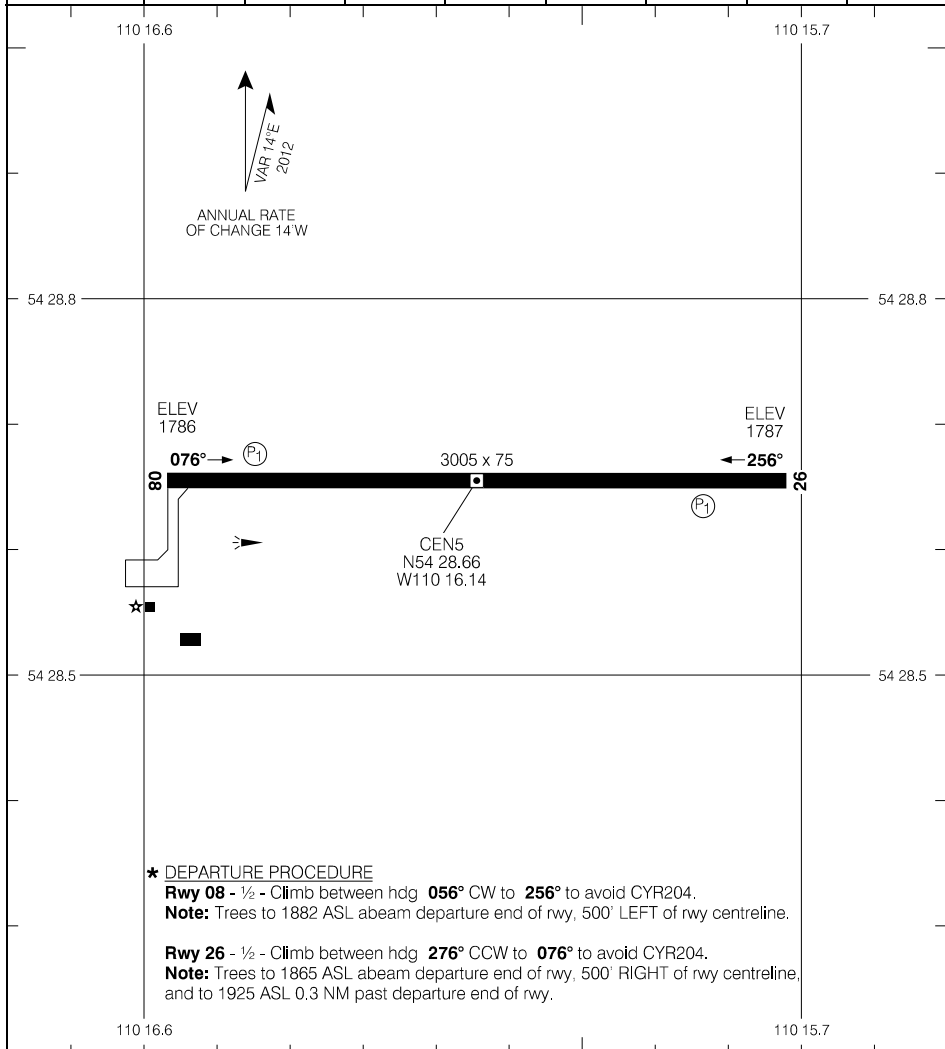 110 16.6 110 15.7
VAR 14°E
2012
ANNUAL RATE
OF CHANGE 14'W
54 28.8 54 28.8
ELEV
1786
ELEV
1787
076° P1 3005 x 75 256°
08 26
P1
CEN5
N54 28.66
W110 16.14
54 28.5 54 28.5
* DEPARTURE PROCEDURE
Rwy 08 - ½ - Climb between hdg 056° CW to 256° to avoid CYR204.
Note: Trees to 1882 ASL abeam departure end of rwy, 500' LEFT of rwy centreline.
Rwy 26 - ½ - Climb between hdg 276° CCW to 076° to avoid CYR204.
Note: Trees to 1865 ASL abeam departure end of rwy, 500' RIGHT of rwy centreline,
and to 1925 ASL 0.3 NM past departure end of rwy.
110 16.6 110 15.7